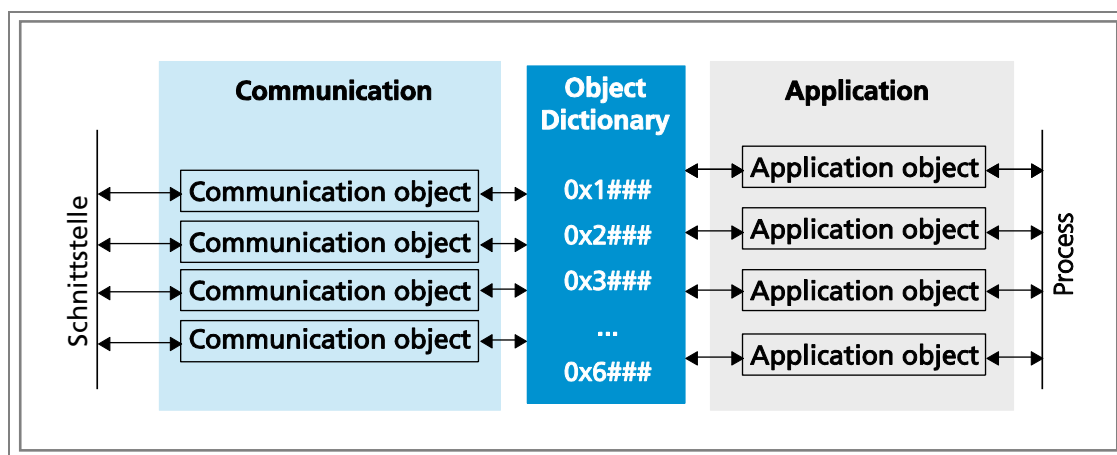 Communication
Object
Dictionary
Application
Schnittstelle
Communication object
Communication object
Communication object
Communication object
0x1###
0x2###
0x3###
...
0x6###
Application object
Application object
Application object
Application object
Process